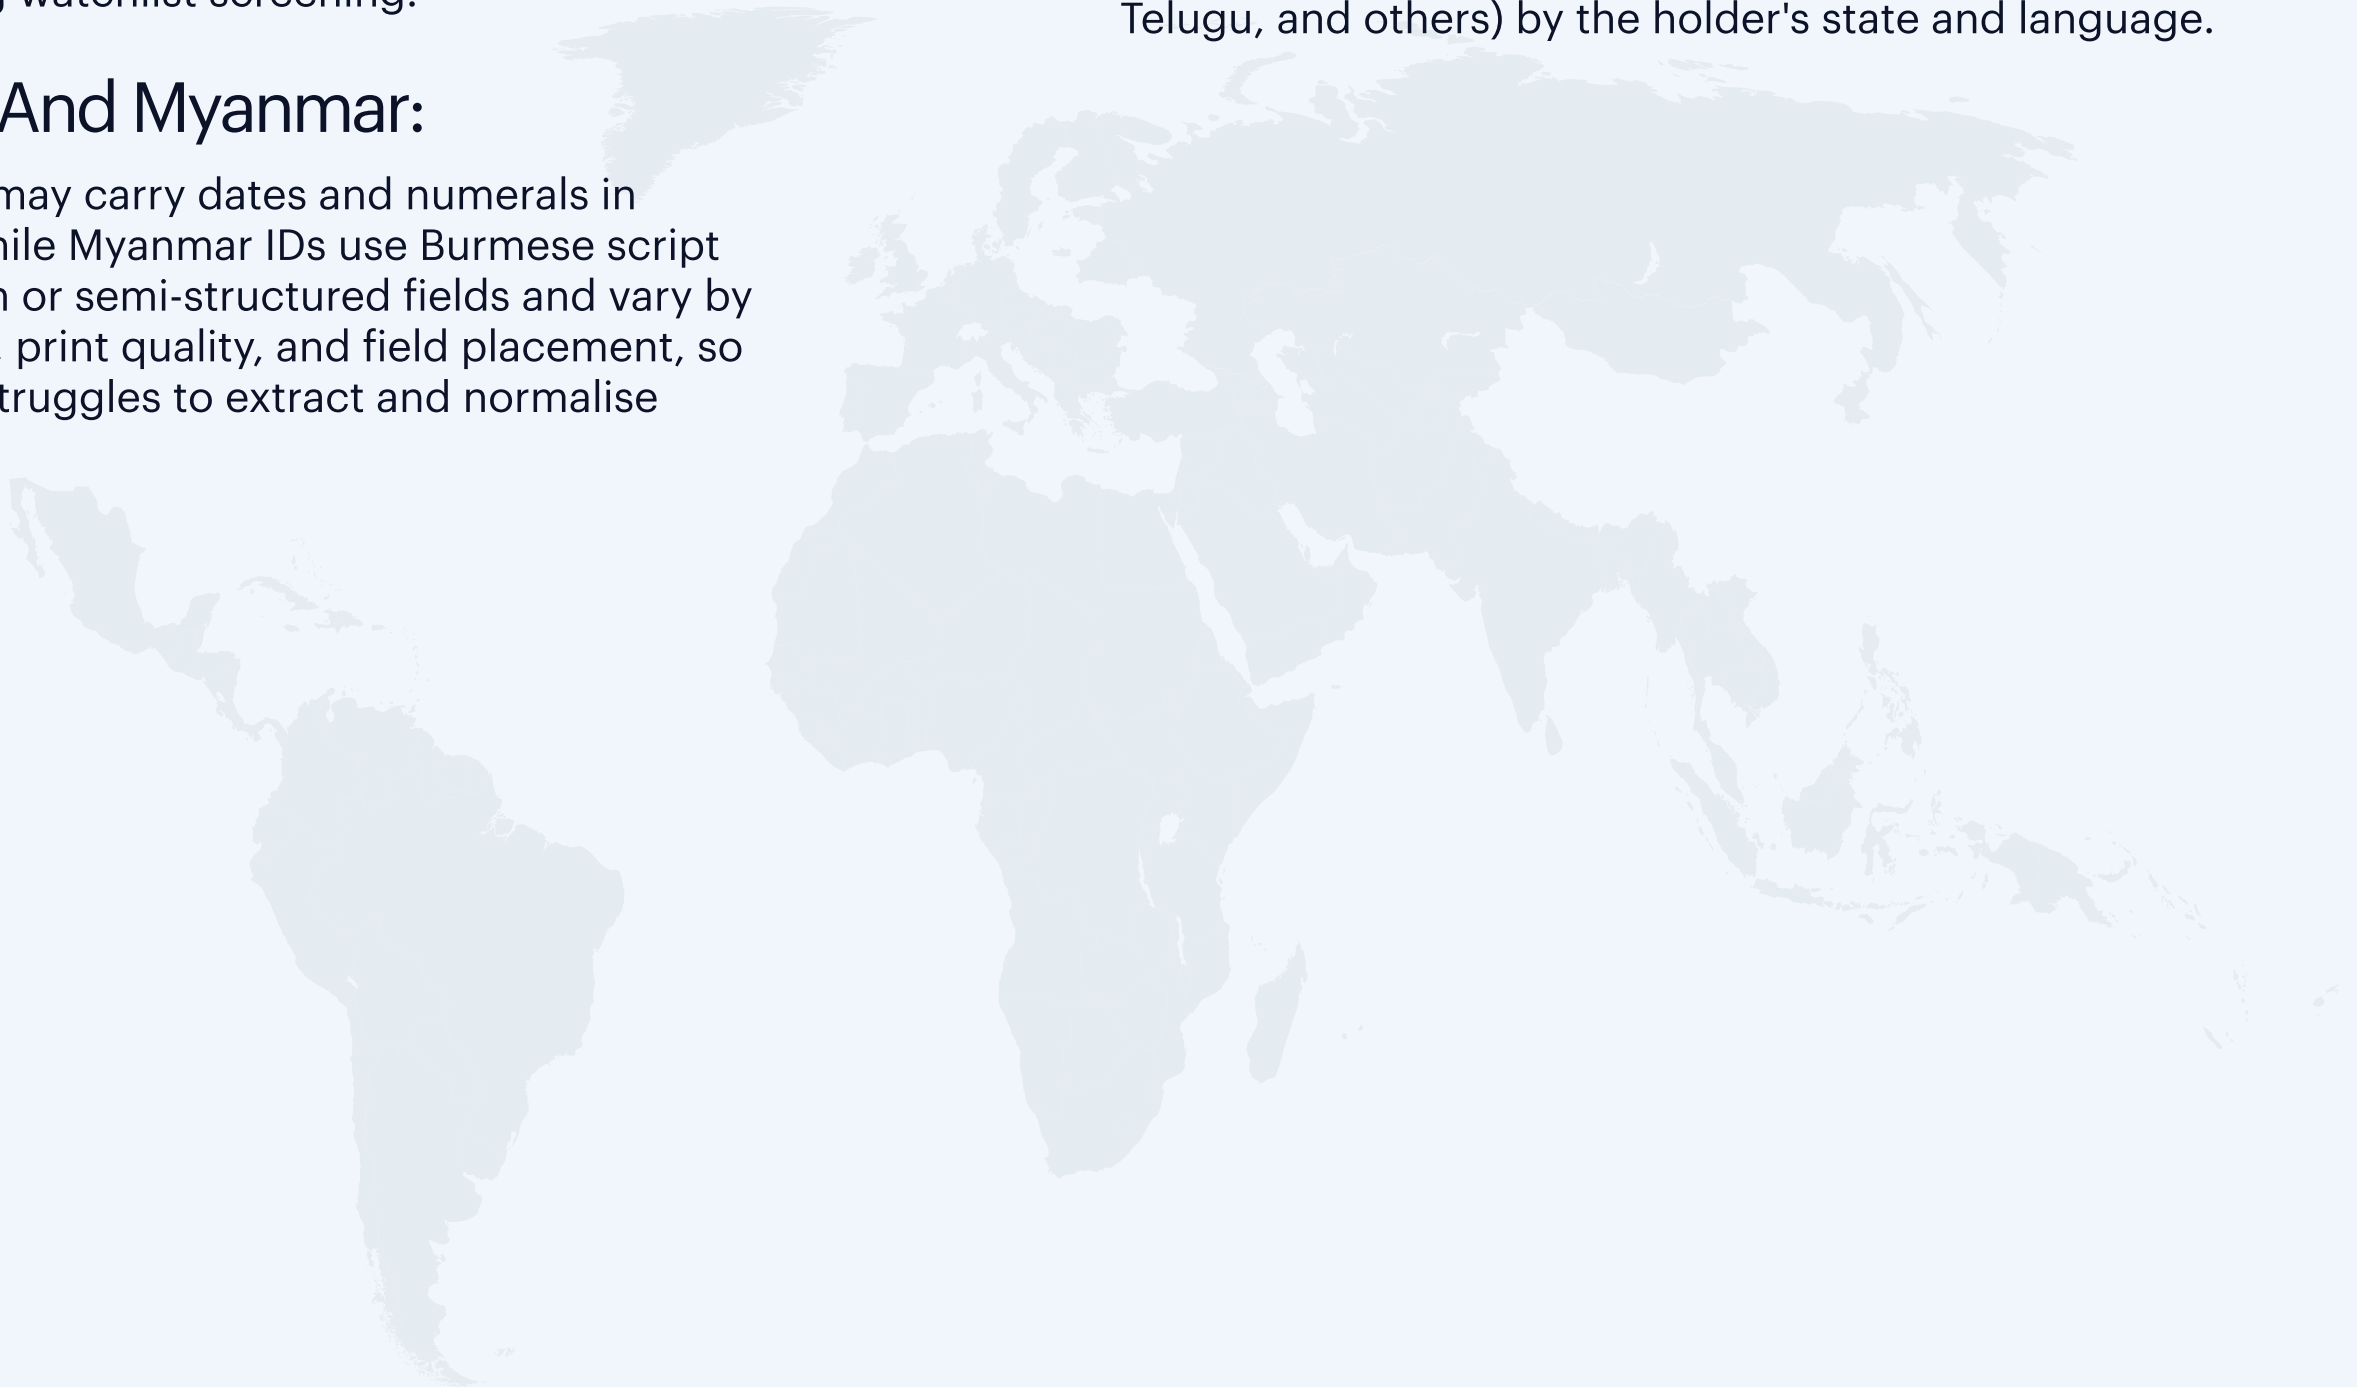 watchlist screening.
And Myanmar:
may carry dates and numerals in
Myanmar IDs use Burmese script
or semi-structured fields and vary by
print quality, and field placement, so
to extract and normalise
Telugu, and others) by the holder's state and language.